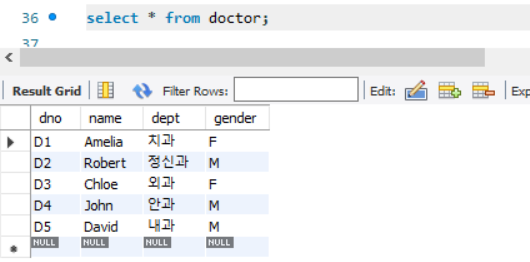 36 select * from doctor;
37
Result Grid Filter Rows: Edit: Exp
dno name dept gender
D1 Amelia 치과 F
D2 Robert 정신과 M
D3 Chloe 외과 F
D4 John 안과 M
D5 David 내과 M
NULL NULL NULL NULL